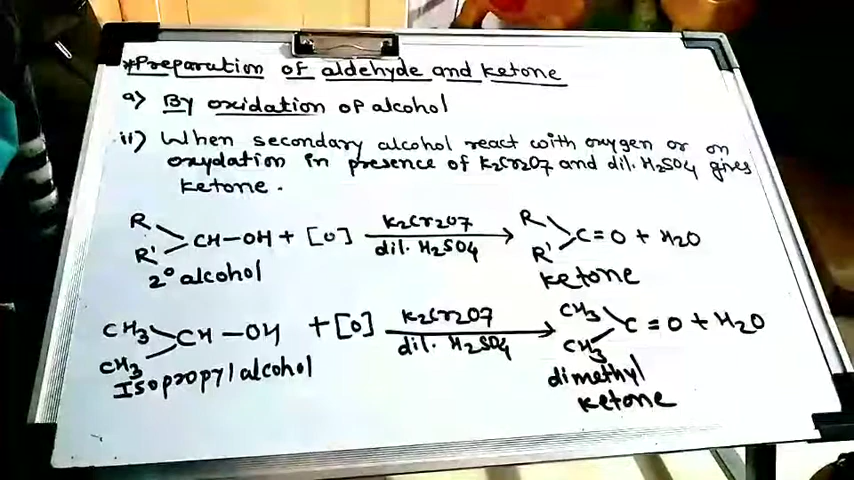 *Preparation of aldehyde and ketone
a) By oxidation of alcohol
ii) When secondary alcohol react with oxygen or on
oxydation in presence of K2Cr2O7 and dil. H2SO4 gives
ketone.
R K2Cr2O7 R
R' CH-OH + [O] dil. H2SO4 R' C=O + H2O
2° alcohol ketone
CH3 K2Cr2O7 CH3
CH3 CH-OH + [O] dil. H2SO4 CH3 C=O + H2O
Isopropyl alcohol dimethyl
ketone